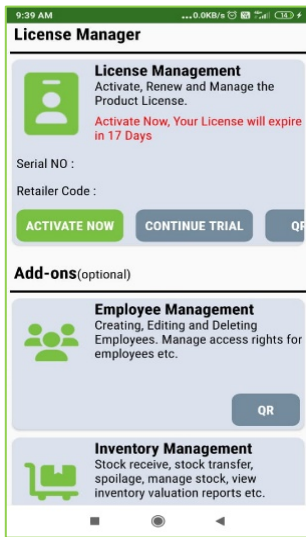 9:39 AM ...0.0KB/s 14
License Manager
License Management
Activate, Renew and Manage the
Product License.
Activate Now, Your License will expire
in 17 Days
Serial NO :
Retailer Code :
ACTIVATE NOW CONTINUE TRIAL
Add-ons(optional)
Employee Management
Creating, Editing and Deleting
Employees. Manage access rights for
employees etc.
QR
Inventory Management
Stock receive, stock transfer,
spoilage, manage stock, view
inventory valuation reports etc.